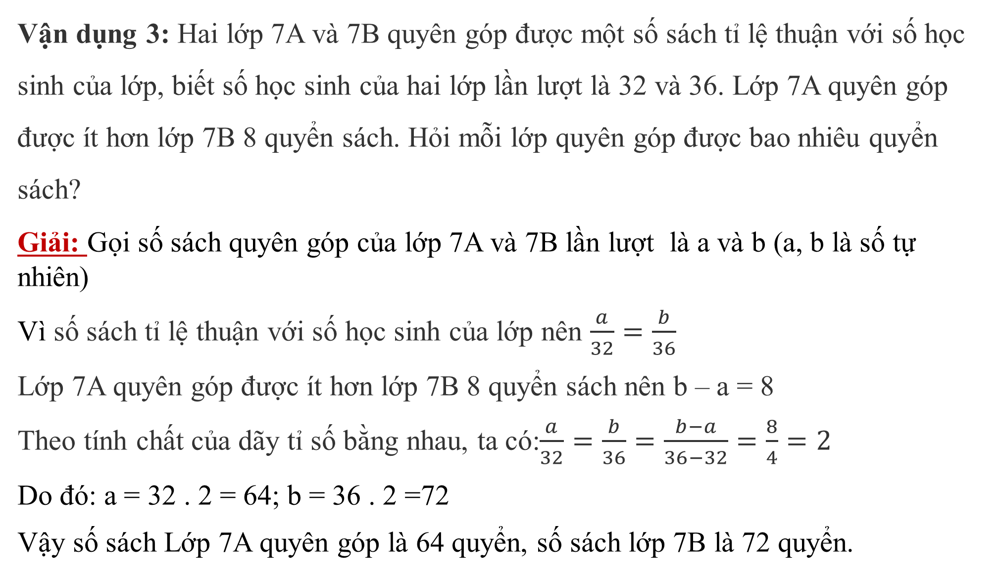 Vận dụng 3: Hai lớp 7A và 7B quyên góp được một số sách tỉ lệ thuận với số học
sinh của lớp, biết số học sinh của hai lớp lần lượt là 32 và 36. Lớp 7A quyên góp
được ít hơn lớp 7B 8 quyển sách. Hỏi mỗi lớp quyên góp được bao nhiêu quyển
sách?
Giải: Gọi số sách quyên góp của lớp 7A và 7B lần lượt là a và b (a, b là số tự
nhiên)
Vì số sách tỉ lệ thuận với số học sinh của lớp nên a/32 = b/36
Lớp 7A quyên góp được ít hơn lớp 7B 8 quyển sách nên b – a = 8
Theo tính chất của dãy tỉ số bằng nhau, ta có: a/32 = b/36 = (b−a)/(36−32) = 8/4 = 2
Do đó: a = 32 . 2 = 64; b = 36 . 2 =72
Vậy số sách Lớp 7A quyên góp là 64 quyển, số sách lớp 7B là 72 quyển.